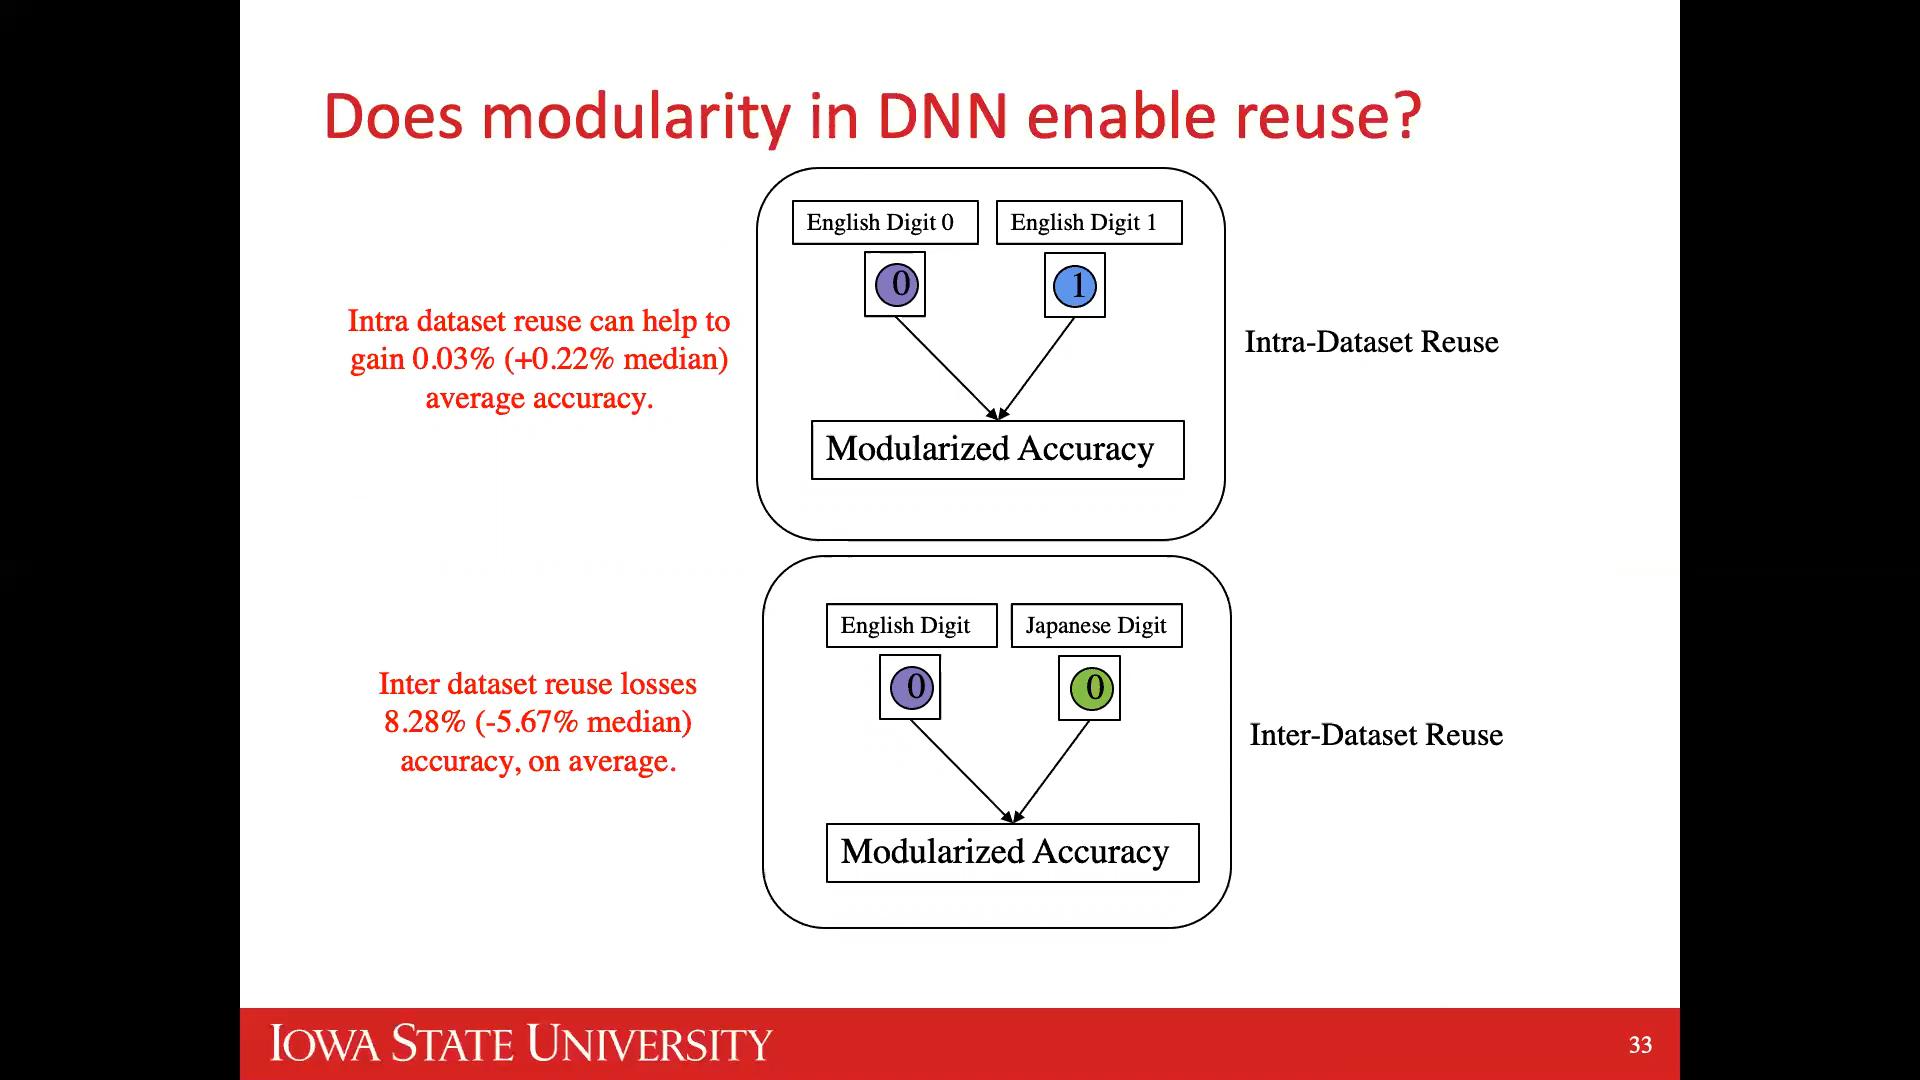 Does modularity in DNN enable reuse?
English Digit 0
English Digit 1
0
1
Intra dataset reuse can help to
gain 0.03% (+0.22% median)
average accuracy.
Intra-Dataset Reuse
Modularized Accuracy
English Digit
Japanese Digit
0
0
Inter dataset reuse losses
8.28% (-5.67% median)
accuracy, on average.
Inter-Dataset Reuse
Modularized Accuracy
IOWA STATE UNIVERSITY
33